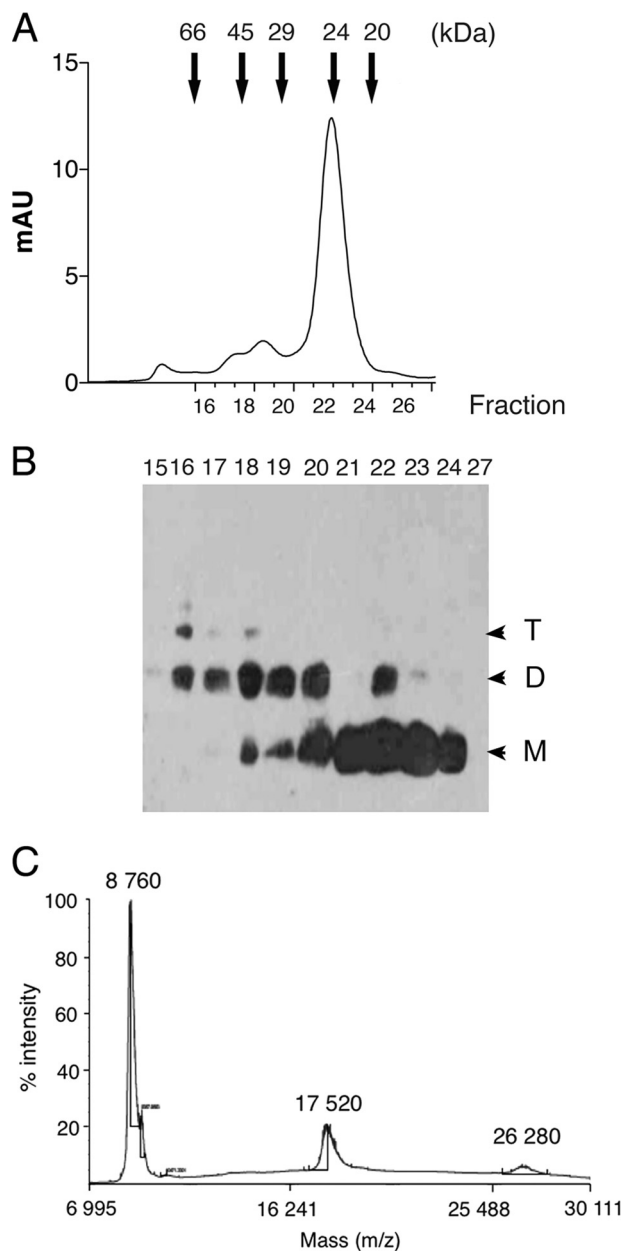 A
66 45 29 24 20 (kDa)
15
10
mAU
5
0
16 18 20 22 24 26
Fraction
B
15 16 17 18 19 20 21 22 23 24 27
T
D
M
C
8 760
100
80
60
% intensity
40
17 520
20
26 280
6 995 16 241 25 488 30 111
Mass (m/z)